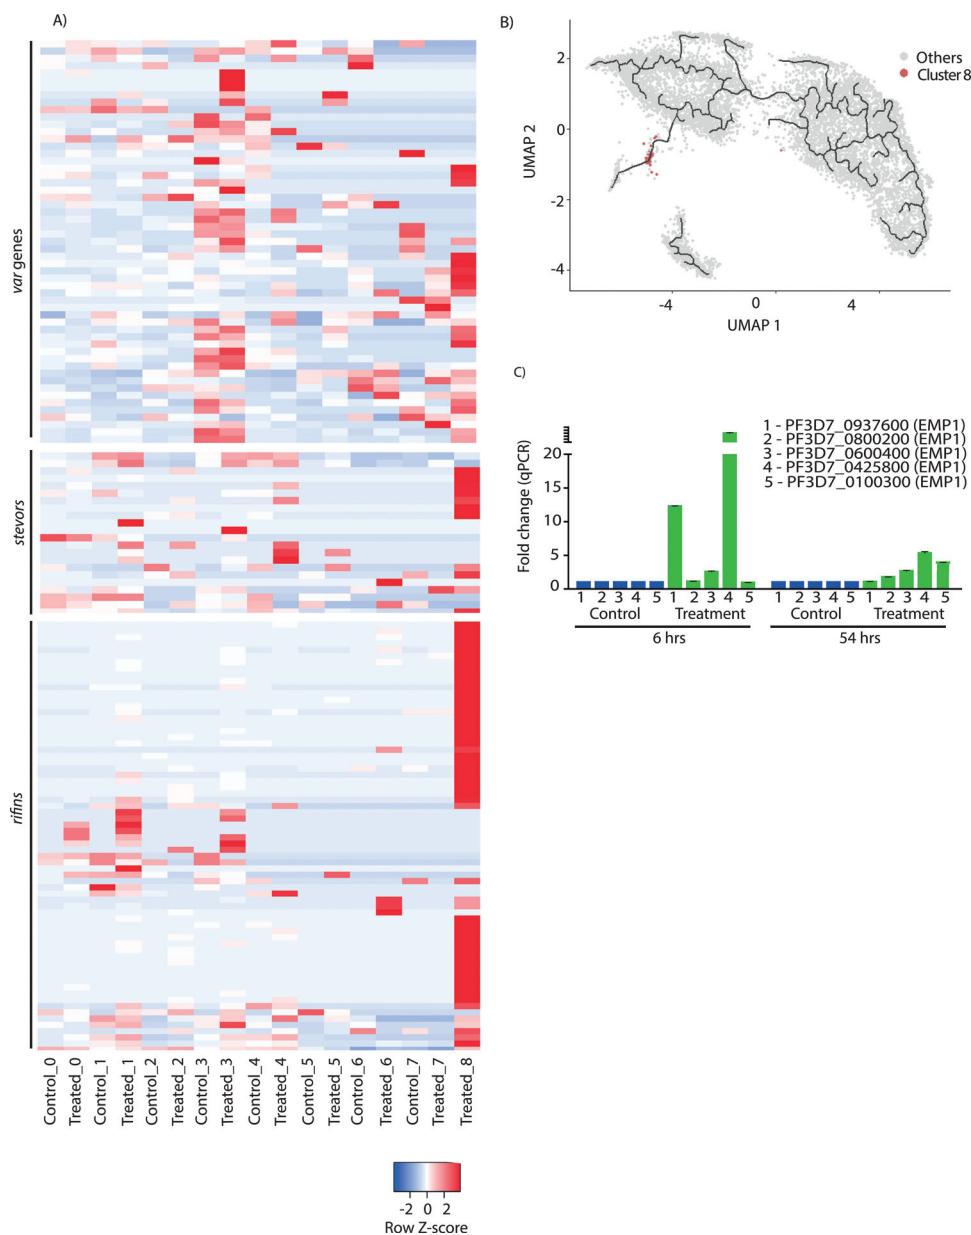 A)
var genes
stevors
rifins
Control_0
Treated_0
Control_1
Treated_1
Control_2
Treated_2
Control_3
Treated_3
Control_4
Treated_4
Control_5
Treated_5
Control_6
Treated_6
Control_7
Treated_7
Treated_8
-2 0 2
Row Z-score
B)
Others
Cluster 8
2
0
-2
-4
UMAP 2
-4 0 4
UMAP 1
C)
1 - PF3D7_0937600 (EMP1)
2 - PF3D7_0800200 (EMP1)
3 - PF3D7_0600400 (EMP1)
4 - PF3D7_0425800 (EMP1)
5 - PF3D7_0100300 (EMP1)
Fold change (qPCR)
20
15
10
5
0
1 2 3 4 5 1 2 3 4 5 1 2 3 4 5 1 2 3 4 5
Control Treatment Control Treatment
6 hrs 54 hrs